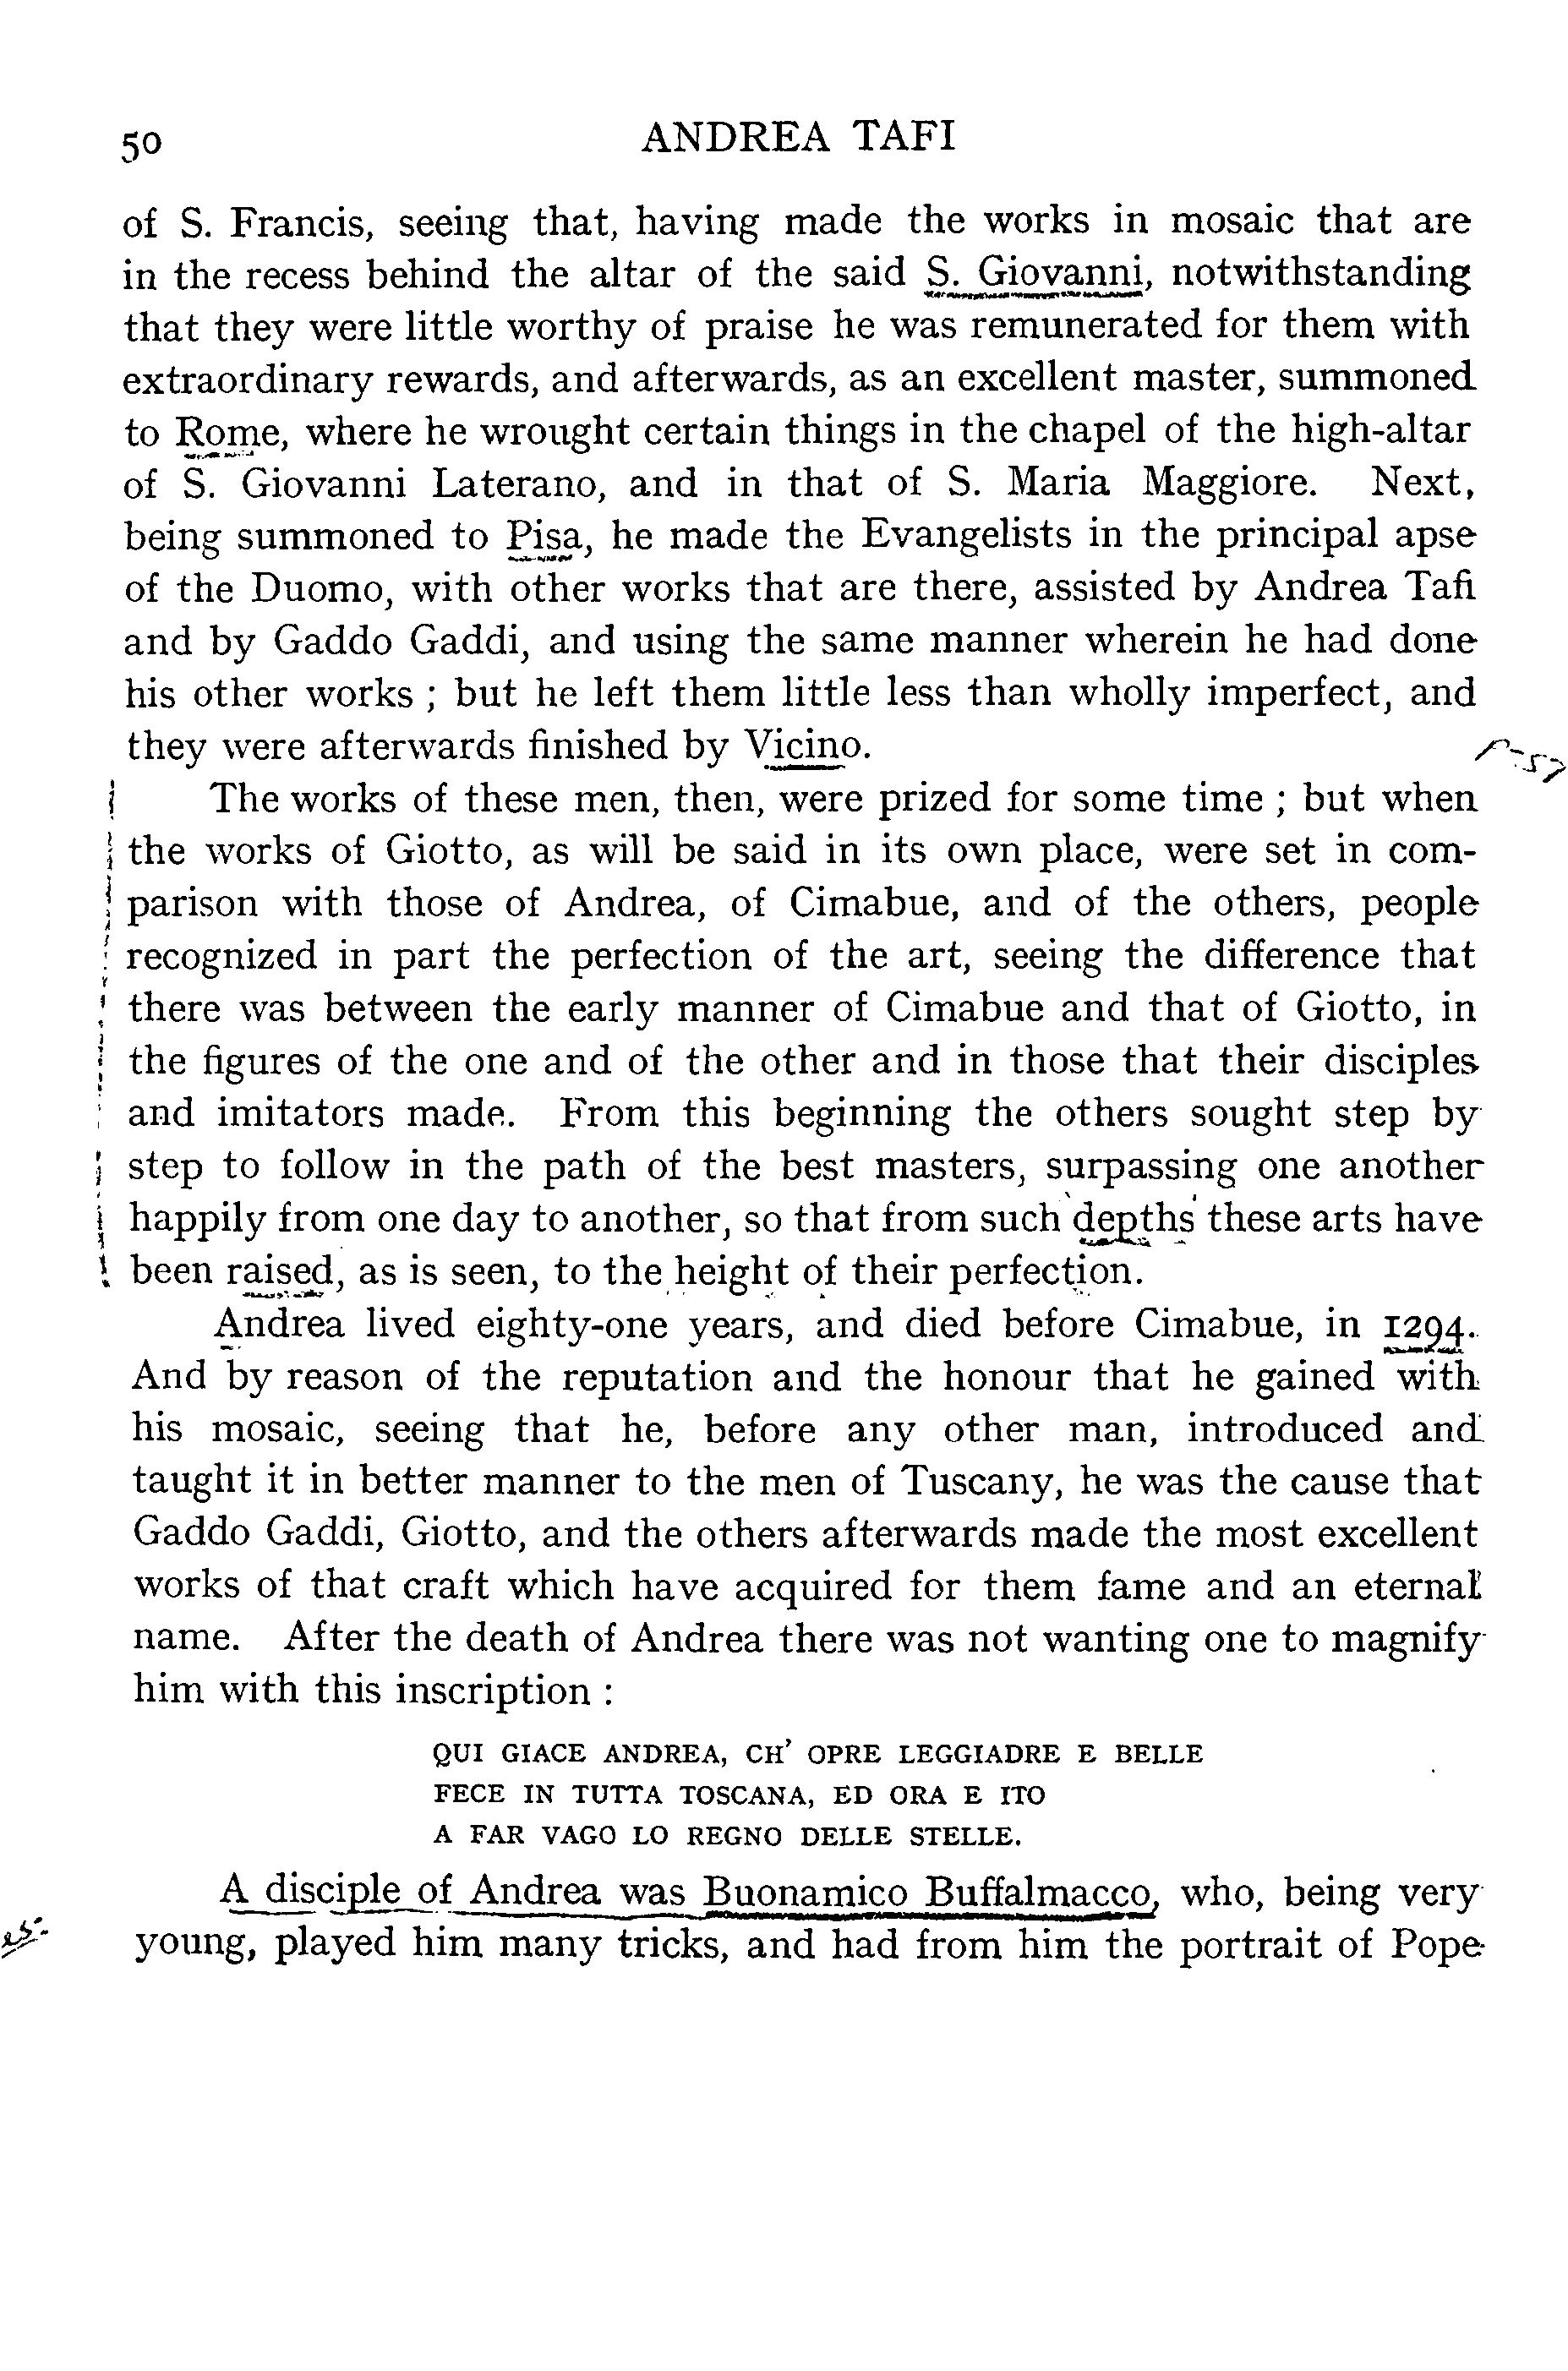 50 ANDREA TAFI
of S. Francis, seeing that, having made the works in mosaic that are
in the recess behind the altar of the said S. Giovanni, notwithstanding
that they were little worthy of praise he was remunerated for them with
extraordinary rewards, and afterwards, as an excellent master, summoned
to Rome, where he wrought certain things in the chapel of the high-altar
of S. Giovanni Laterano, and in that of S. Maria Maggiore. Next,
being summoned to Pisa, he made the Evangelists in the principal apse
of the Duomo, with other works that are there, assisted by Andrea Tafi
and by Gaddo Gaddi, and using the same manner wherein he had done
his other works ; but he left them little less than wholly imperfect, and
they were afterwards finished by Vicino.
The works of these men, then, were prized for some time ; but when
the works of Giotto, as will be said in its own place, were set in com-
parison with those of Andrea, of Cimabue, and of the others, people
recognized in part the perfection of the art, seeing the difference that
there was between the early manner of Cimabue and that of Giotto, in
the figures of the one and of the other and in those that their disciples
and imitators made. From this beginning the others sought step by
step to follow in the path of the best masters, surpassing one another
happily from one day to another, so that from such depths these arts have
been raised, as is seen, to the height of their perfection.
Andrea lived eighty-one years, and died before Cimabue, in 1294.
And by reason of the reputation and the honour that he gained with
his mosaic, seeing that he, before any other man, introduced and
taught it in better manner to the men of Tuscany, he was the cause that
Gaddo Gaddi, Giotto, and the others afterwards made the most excellent
works of that craft which have acquired for them fame and an eternal
name. After the death of Andrea there was not wanting one to magnify
him with this inscription :
QUI GIACE ANDREA, CH' OPRE LEGGIADRE E BELLE
FECE IN TUTTA TOSCANA, ED ORA E ITO
A FAR VAGO LO REGNO DELLE STELLE.
A disciple of Andrea was Buonamico Buffalmacco, who, being very
young, played him many tricks, and had from him the portrait of Pope